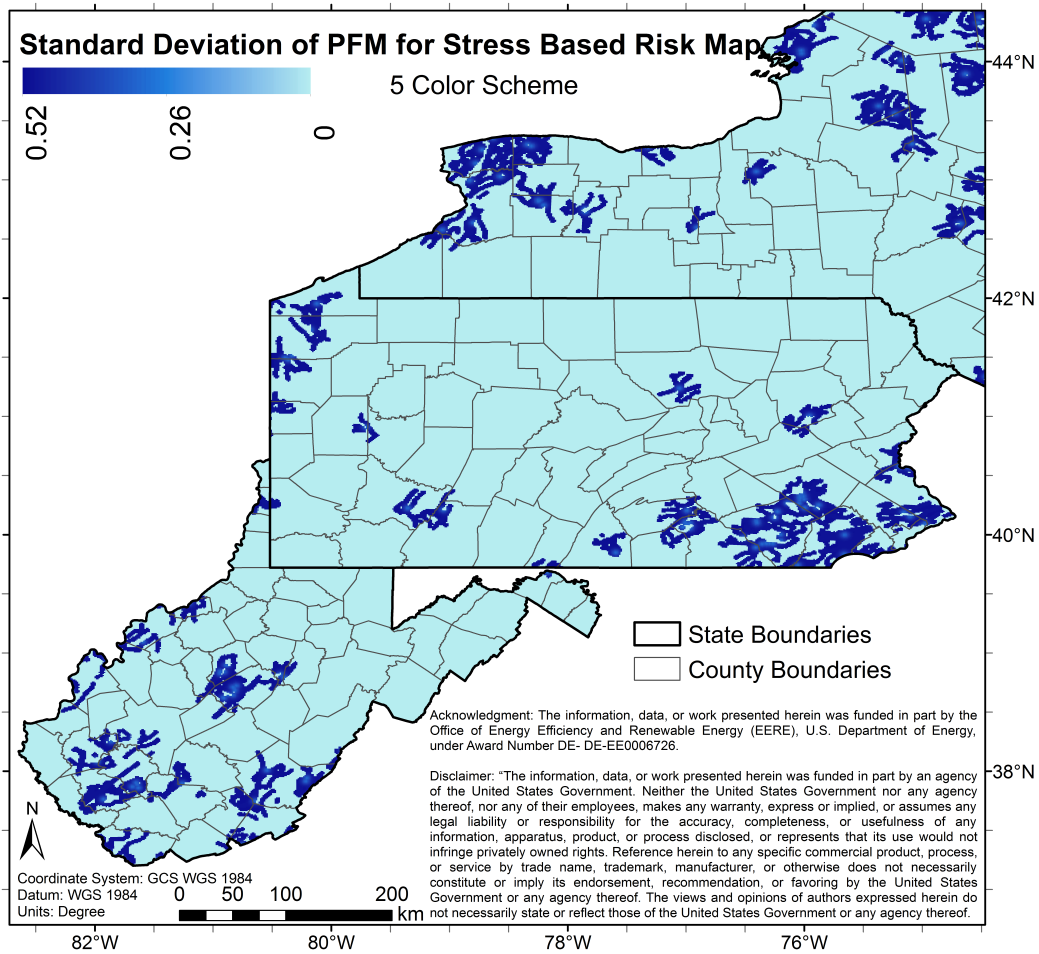 Standard Deviation of PFM for Stress Based Risk Map
5 Color Scheme
0.52
0.26
0
44°N
42°N
40°N
38°N
State Boundaries
County Boundaries
Acknowledgment: The information, data, or work presented herein was funded in part by the
Office of Energy Efficiency and Renewable Energy (EERE), U.S. Department of Energy,
under Award Number DE- DE-EE0006726.
Disclaimer: “The information, data, or work presented herein was funded in part by an agency
of the United States Government. Neither the United States Government nor any agency
thereof, nor any of their employees, makes any warranty, express or implied, or assumes any
legal liability or responsibility for the accuracy, completeness, or usefulness of any
information, apparatus, product, or process disclosed, or represents that its use would not
infringe privately owned rights. Reference herein to any specific commercial product, process,
or service by trade name, trademark, manufacturer, or otherwise does not necessarily
constitute or imply its endorsement, recommendation, or favoring by the United States
Government or any agency thereof. The views and opinions of authors expressed herein do
not necessarily state or reflect those of the United States Government or any agency thereof.
N
Coordinate System: GCS WGS 1984
Datum: WGS 1984
Units: Degree
0 50 100 200
km
82°W 80°W 78°W 76°W